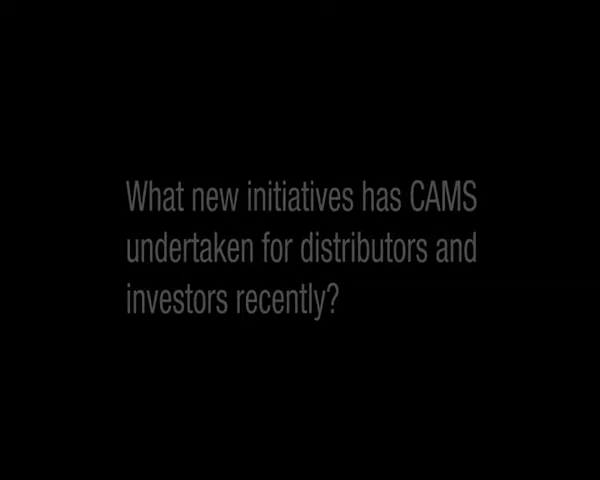 What new initiatives has CAMS
undertaken for distributors and
investors recently?